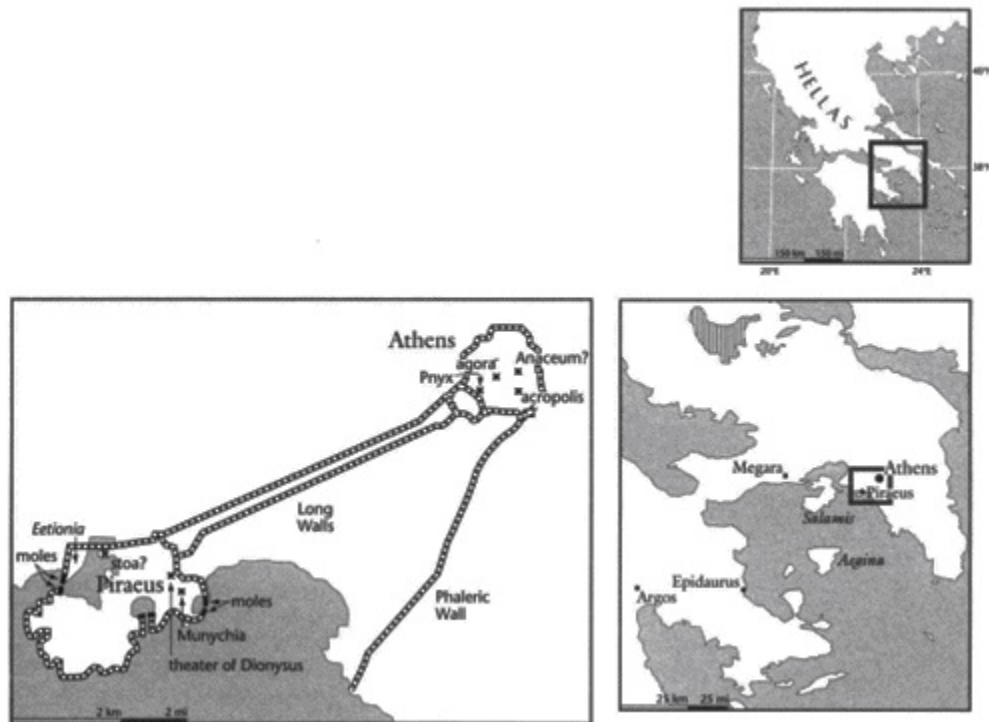 HELLAS
40°N
38°N
150 km 150 mi
20°E
24°E
Athens
agora
Anaceum?
Pnyx
acropolis
Long
Walls
Eetionia
moles
stoa?
Piraeus
moles
Phaleric
Wall
Munychia
theater of Dionysus
2 km 2 mi
Megara
Athens
Piraeus
Salamis
Aegina
Epidaurus
Argos
25 km 25 mi